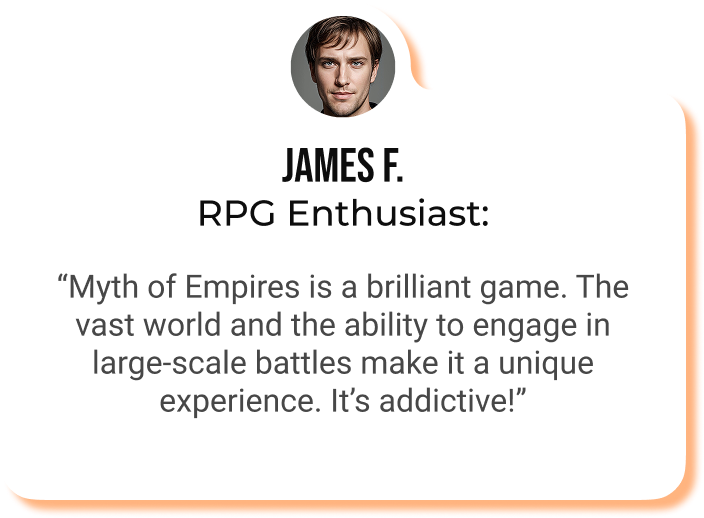 JAMES F.
RPG Enthusiast:
“Myth of Empires is a brilliant game. The
vast world and the ability to engage in
large-scale battles make it a unique
experience. It’s addictive!”